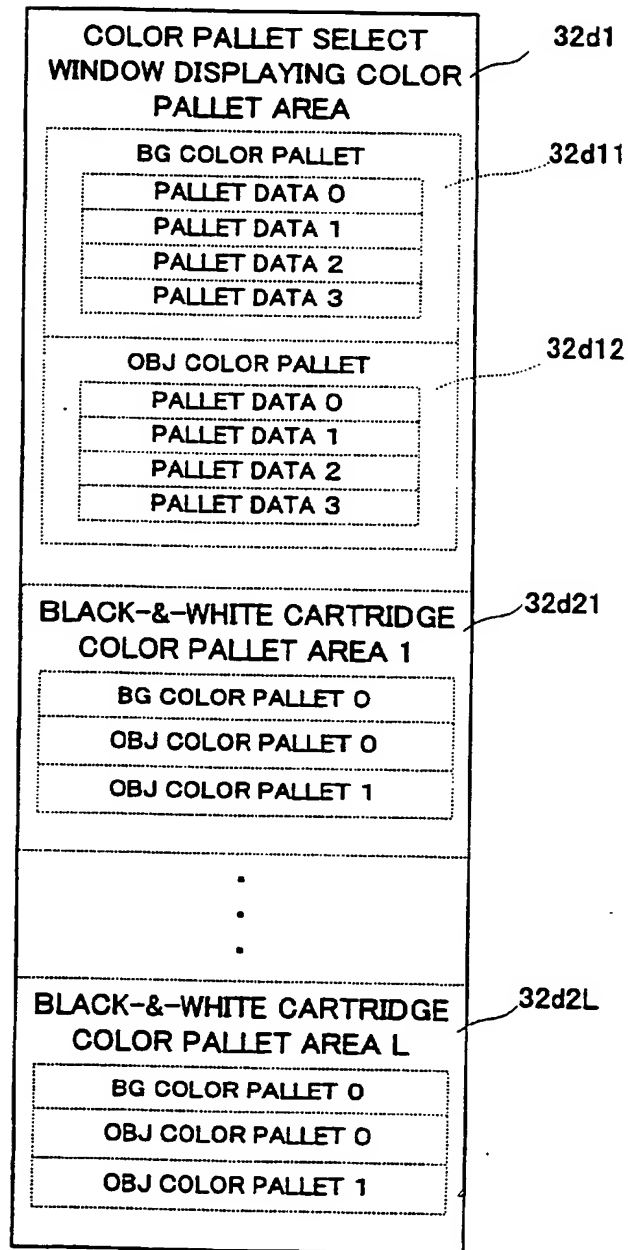 COLOR PALLET SELECT
WINDOW DISPLAYING COLOR
PALLET AREA
32d1
BG COLOR PALLET
32d11
PALLET DATA 0
PALLET DATA 1
PALLET DATA 2
PALLET DATA 3
OBJ COLOR PALLET
32d12
PALLET DATA 0
PALLET DATA 1
PALLET DATA 2
PALLET DATA 3
BLACK-&-WHITE CARTRIDGE
COLOR PALLET AREA 1
32d21
BG COLOR PALLET 0
OBJ COLOR PALLET 0
OBJ COLOR PALLET 1
BLACK-&-WHITE CARTRIDGE
COLOR PALLET AREA L
32d2L
BG COLOR PALLET 0
OBJ COLOR PALLET 0
OBJ COLOR PALLET 1